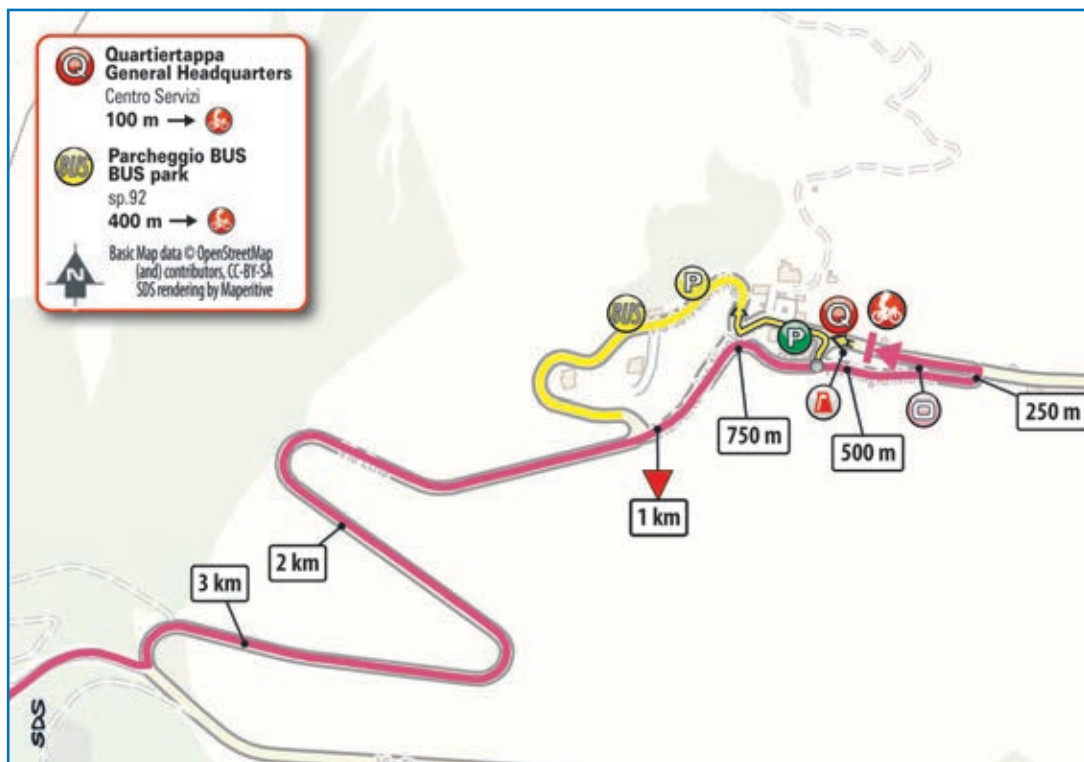 Q
Quartiertappa
General Headquarters
Centro Servizi
100 m
BUS
Parcheggio BUS
BUS park
sp.92
400 m
N
Basic Map data © OpenStreetMap
(and) contributors, CC-BY-SA
SDS rendering by Maperitive
P
BUS
Q
P
250 m
750 m
500 m
1 km
2 km
3 km
SDS